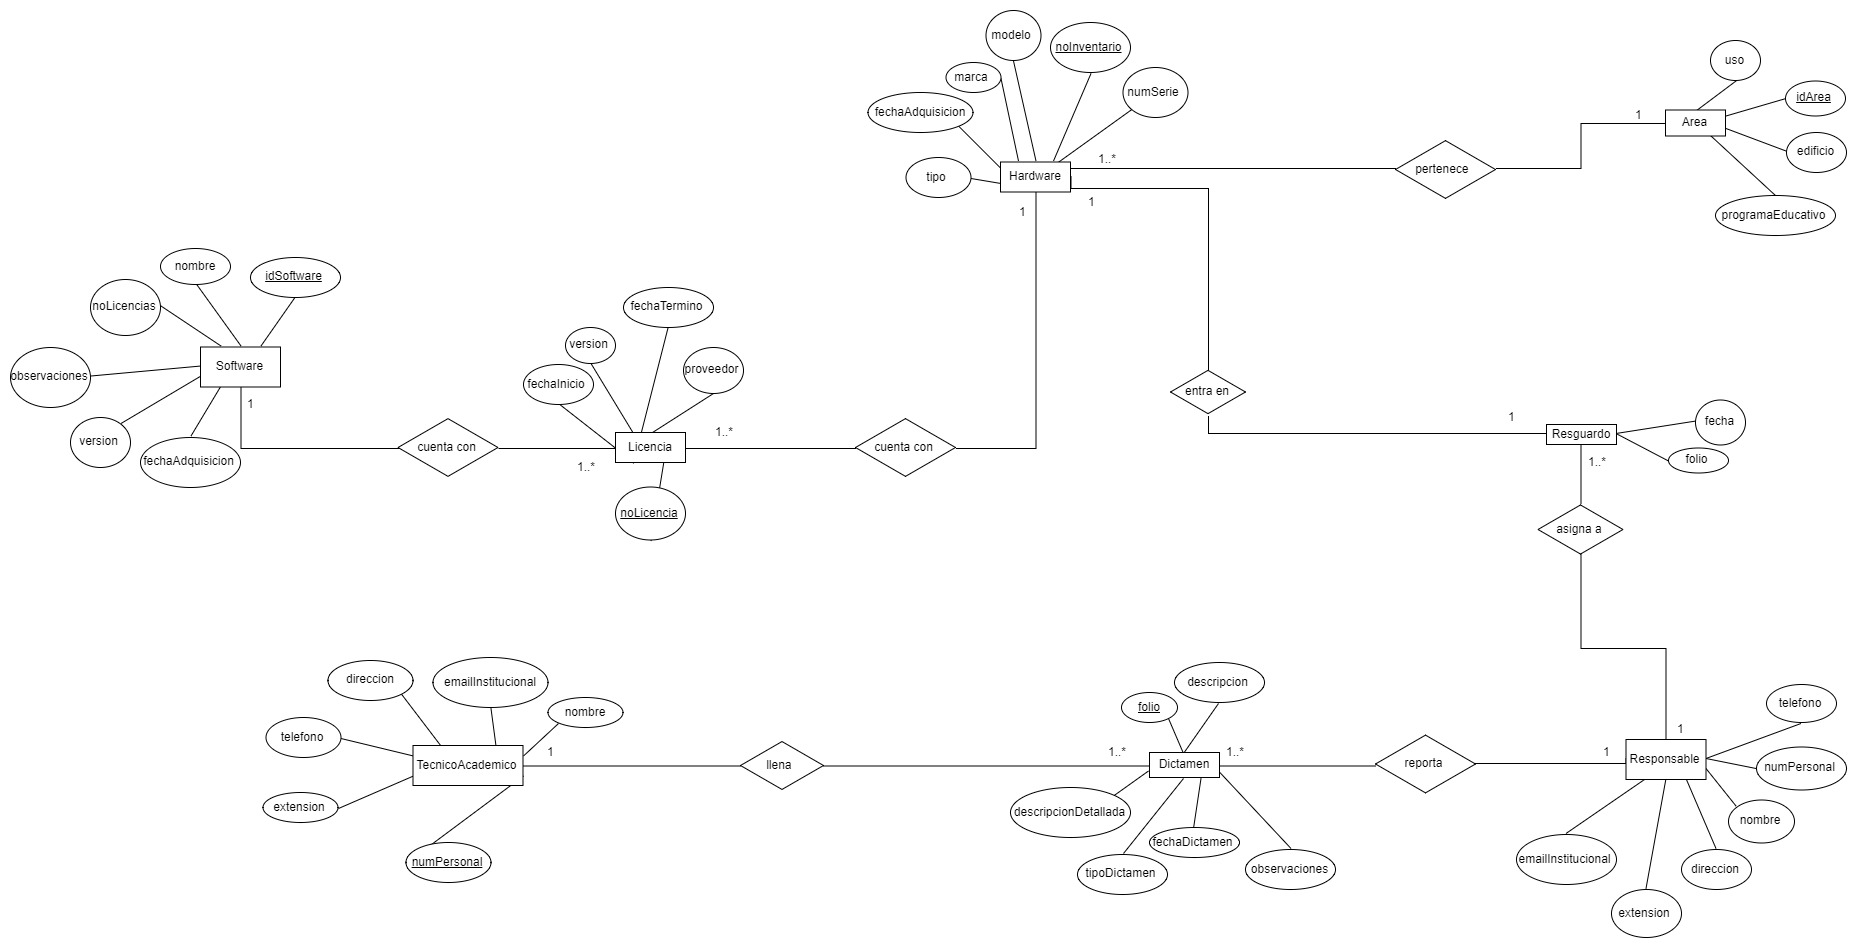 modelo
noInventario
marca
numSerie
fechaAdquisicion
tipo
Hardware
1..*
1
1
pertenece
1
Area
uso
idArea
edificio
programaEducativo
nombre
idSoftware
noLicencias
observaciones
Software
version
fechaAdquisicion
1
cuenta con
1..*
fechaTermino
version
proveedor
fechaInicio
Licencia
1..*
noLicencia
cuenta con
entra en
1
Resguardo
fecha
folio
1..*
asigna a
direccion
emailInstitucional
nombre
telefono
TecnicoAcademico
1
extension
numPersonal
llena
1..*
folio
descripcion
Dictamen
1..*
descripcionDetallada
tipoDictamen
fechaDictamen
observaciones
reporta
1
1
Responsable
telefono
numPersonal
nombre
direccion
emailInstitucional
extension